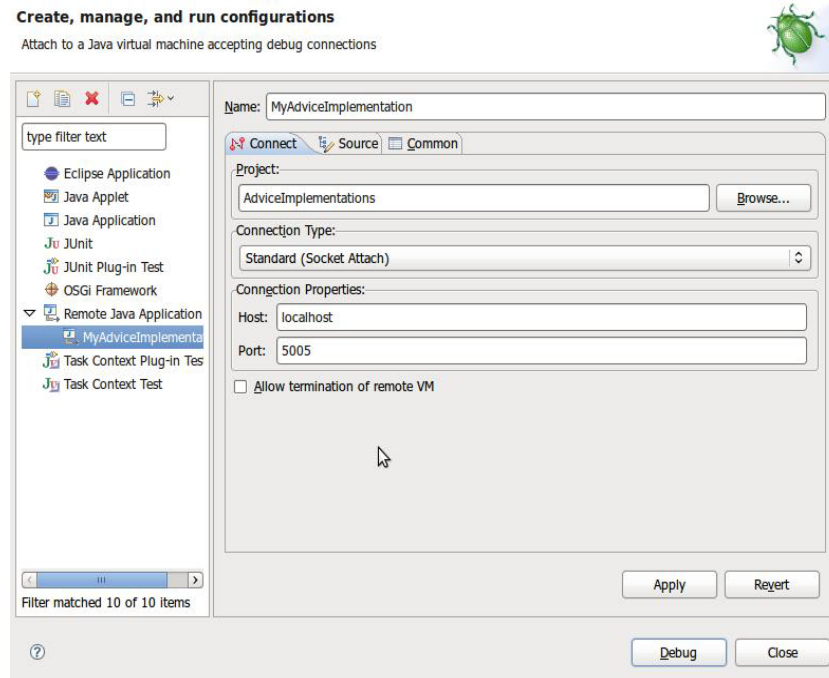 Create, manage, and run configurations
Attach to a Java virtual machine accepting debug connections
type filter text
Eclipse Application
Java Applet
Java Application
JUnit
JUnit Plug-in Test
OSGi Framework
Remote Java Application
MyAdviceImplementa
Task Context Plug-in Tes
Task Context Test
Filter matched 10 of 10 items
Name: MyAdviceImplementation
Connect Source Common
Project:
AdviceImplementations Browse...
Connection Type:
Standard (Socket Attach)
Connection Properties:
Host: localhost
Port: 5005
Allow termination of remote VM
Apply Revert
Debug Close